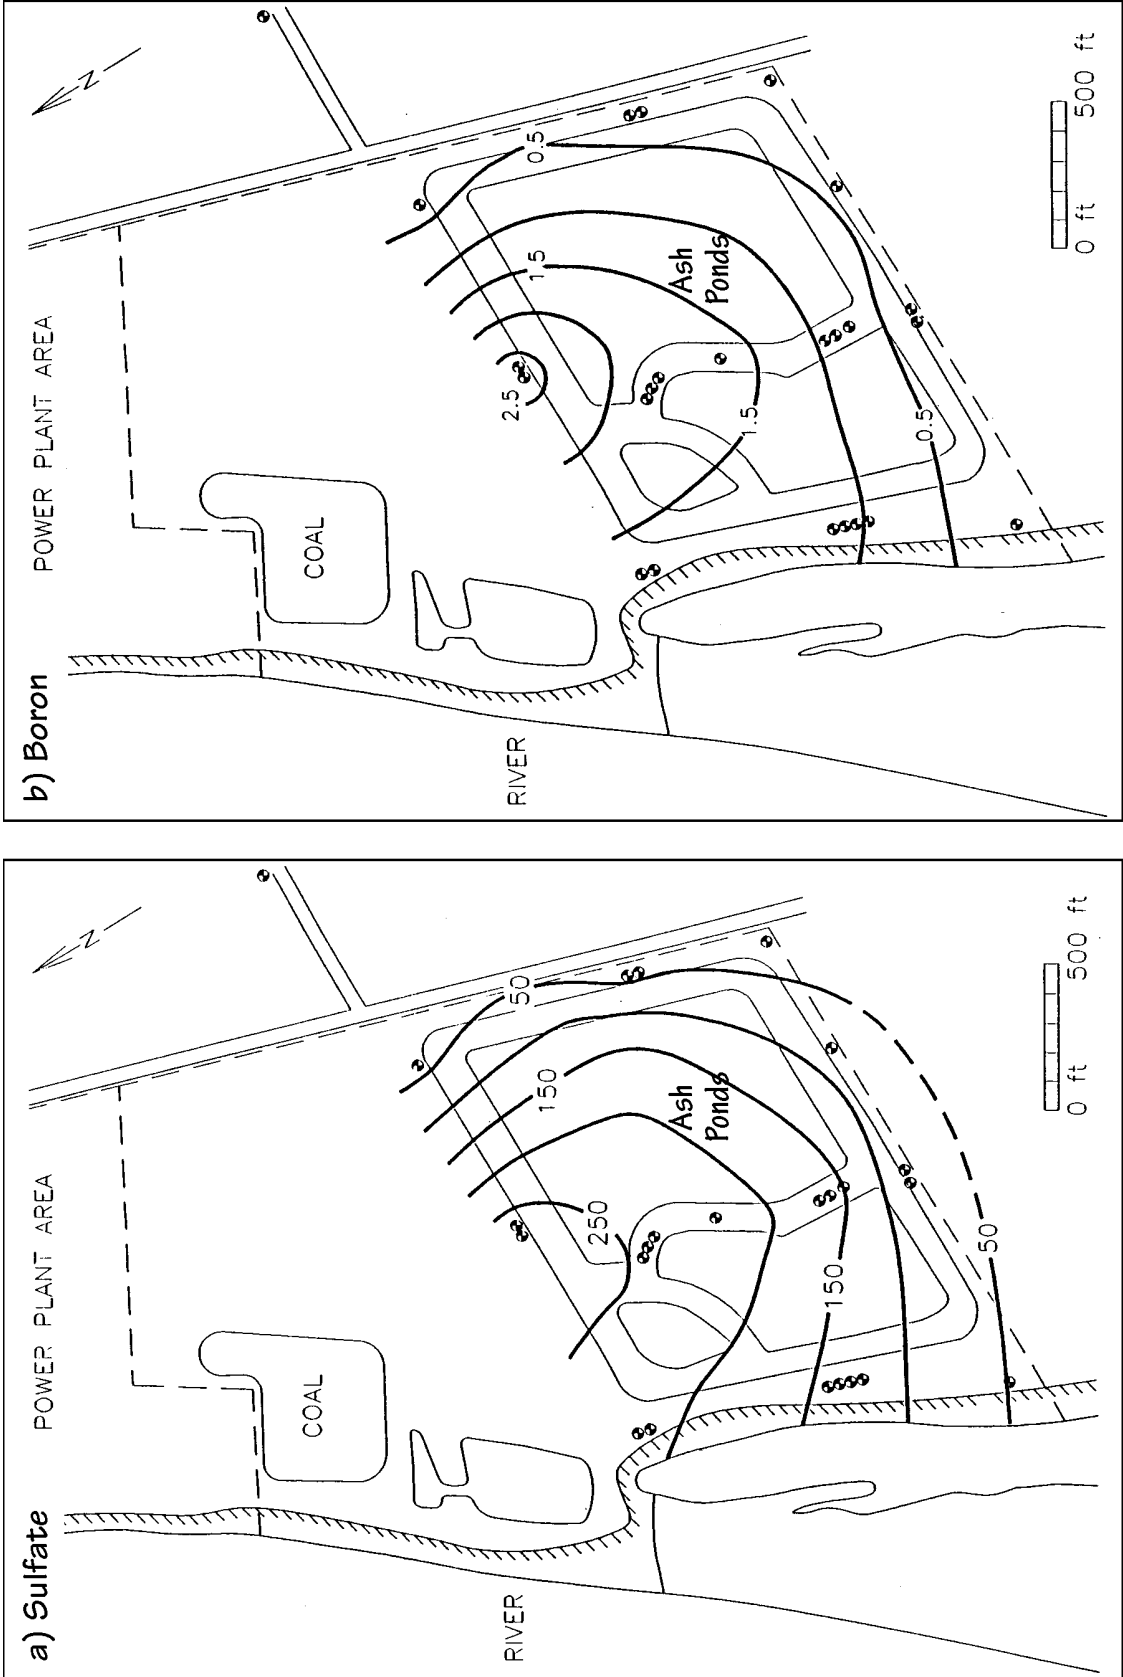 a) Sulfate
POWER PLANT AREA
N
COAL
RIVER
50
150
250
Ash
Ponds
150
50
0 ft
500 ft
b) Boron
POWER PLANT AREA
N
COAL
RIVER
0.5
1.5
2.5
Ash
Ponds
1.5
0.5
0 ft
500 ft